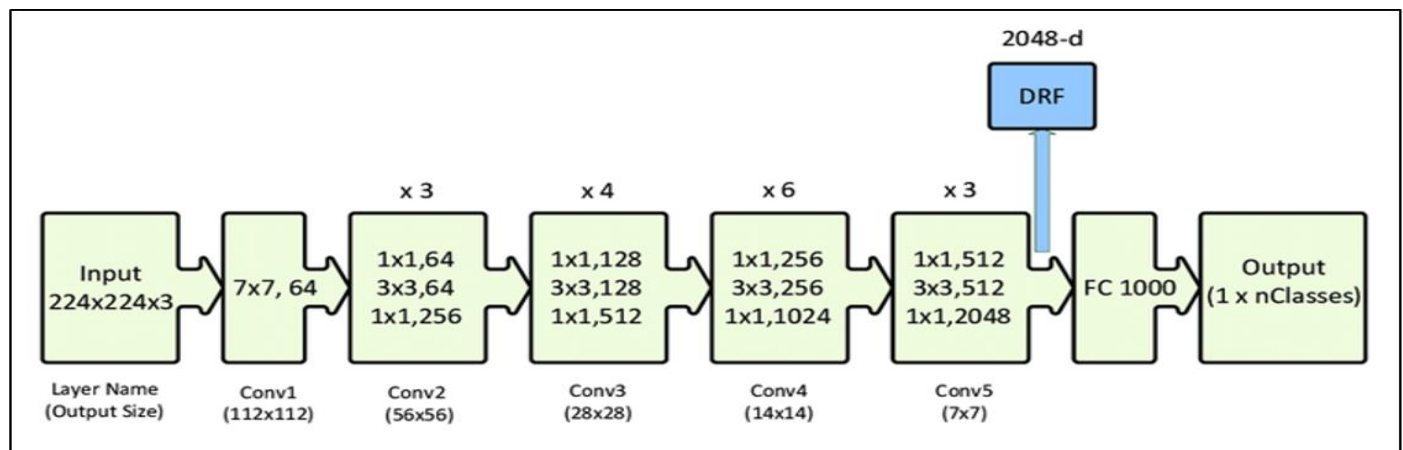 2048-d
DRF
x 3
x 4
x 6
x 3
Input
224x224x3
7x7, 64
1x1,64
3x3,64
1x1,256
1x1,128
3x3,128
1x1,512
1x1,256
3x3,256
1x1,1024
1x1,512
3x3,512
1x1,2048
FC 1000
Output
(1 x nClasses)
Layer Name
(Output Size)
Conv1
(112x112)
Conv2
(56x56)
Conv3
(28x28)
Conv4
(14x14)
Conv5
(7x7)